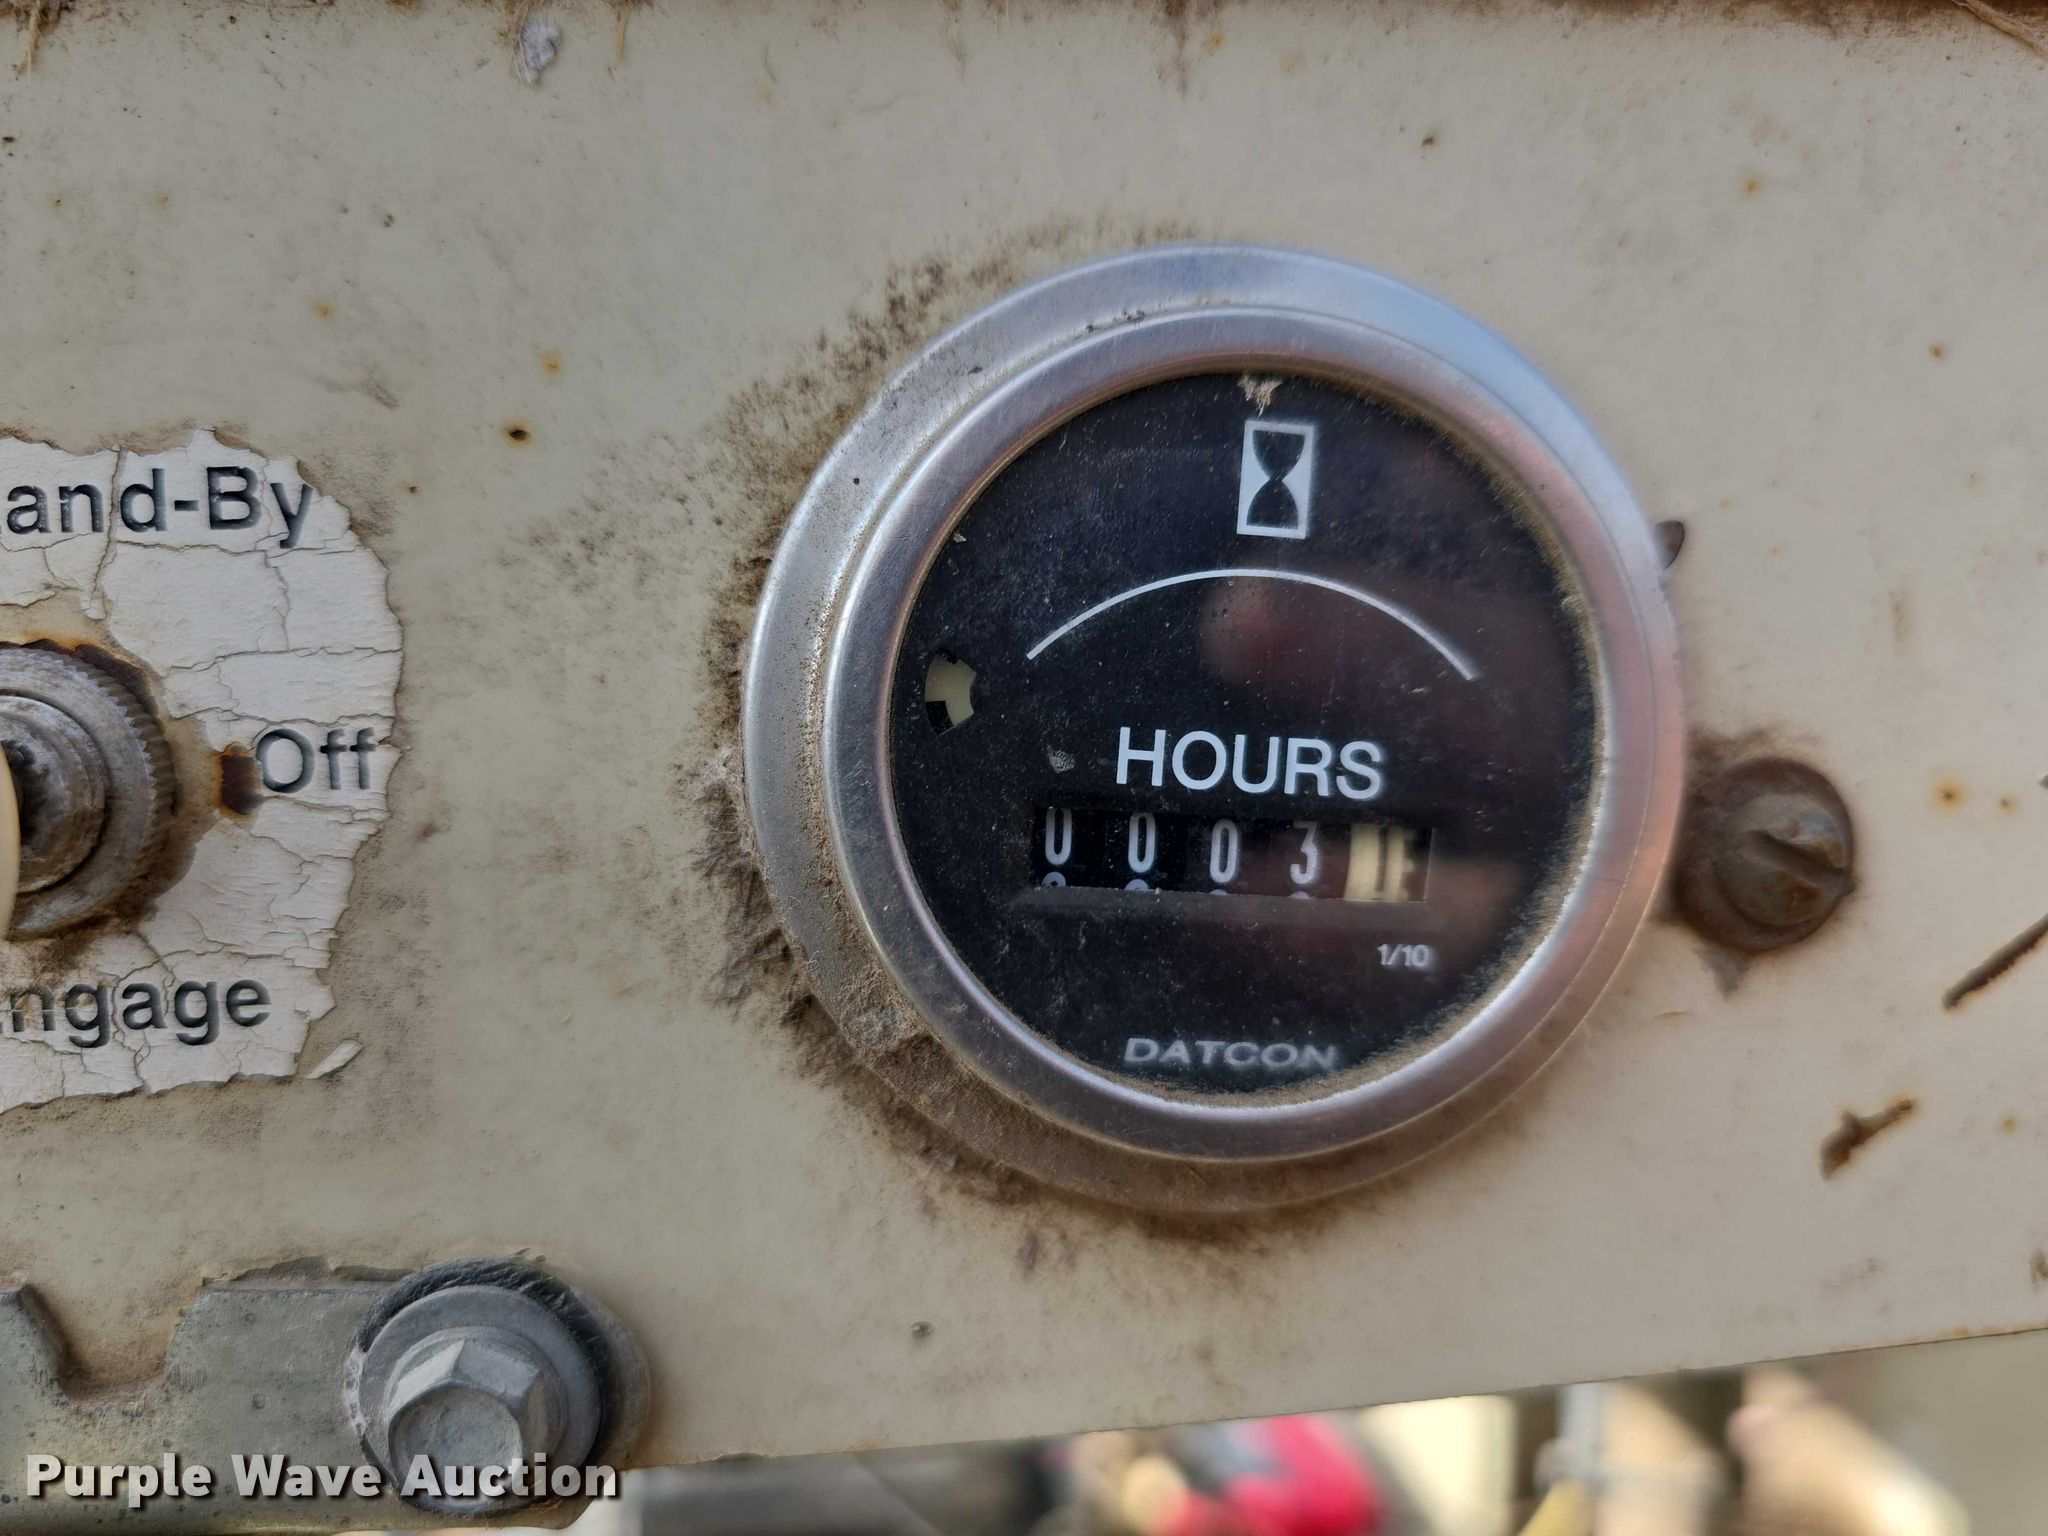 and-By
Off
ngage
HOURS
0 0 0 3
1/10
DATCON
Purple Wave Auction